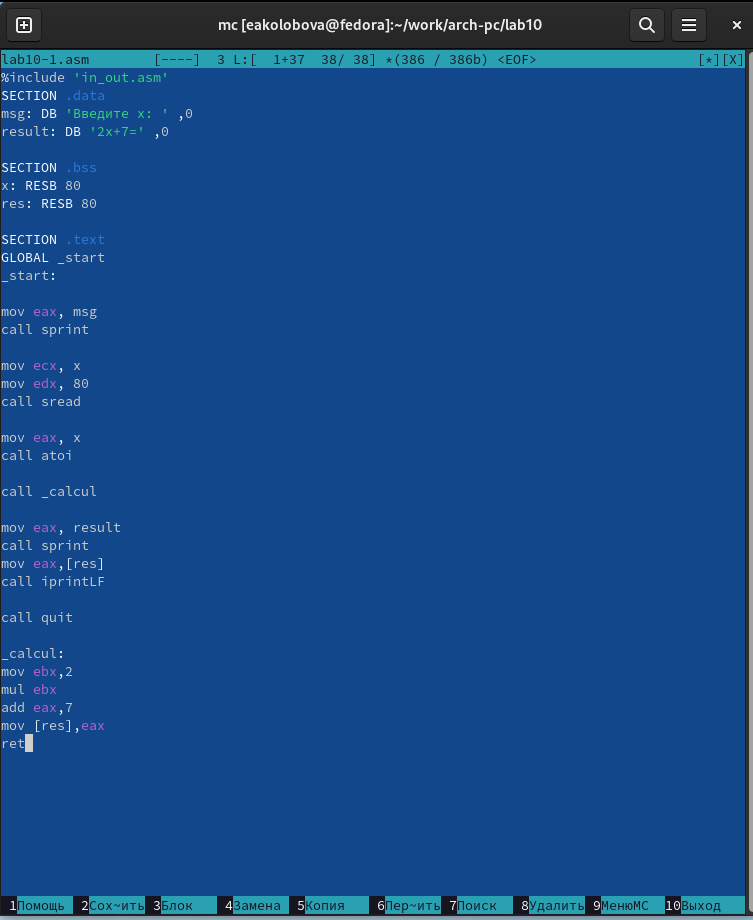 mc [eakolobova@fedora]:~/work/arch-pc/lab10
lab10-1.asm [----] 3 L:[ 1+37 38/ 38] *(386 / 386b) <EOF> [*][X]
%include 'in_out.asm'
SECTION .data
msg: DB 'Введите x: ' ,0
result: DB '2x+7=' ,0
SECTION .bss
x: RESB 80
res: RESB 80
SECTION .text
GLOBAL _start
_start:
mov eax, msg
call sprint
mov ecx, x
mov edx, 80
call sread
mov eax, x
call atoi
call _calcul
mov eax, result
call sprint
mov eax,[res]
call iprintLF
call quit
_calcul:
mov ebx,2
mul ebx
add eax,7
mov [res],eax
ret
1Помощь 2Сох~ить 3Блок 4Замена 5Копия 6Пер~ить 7Поиск 8Удалить 9МенюMC 10Выход